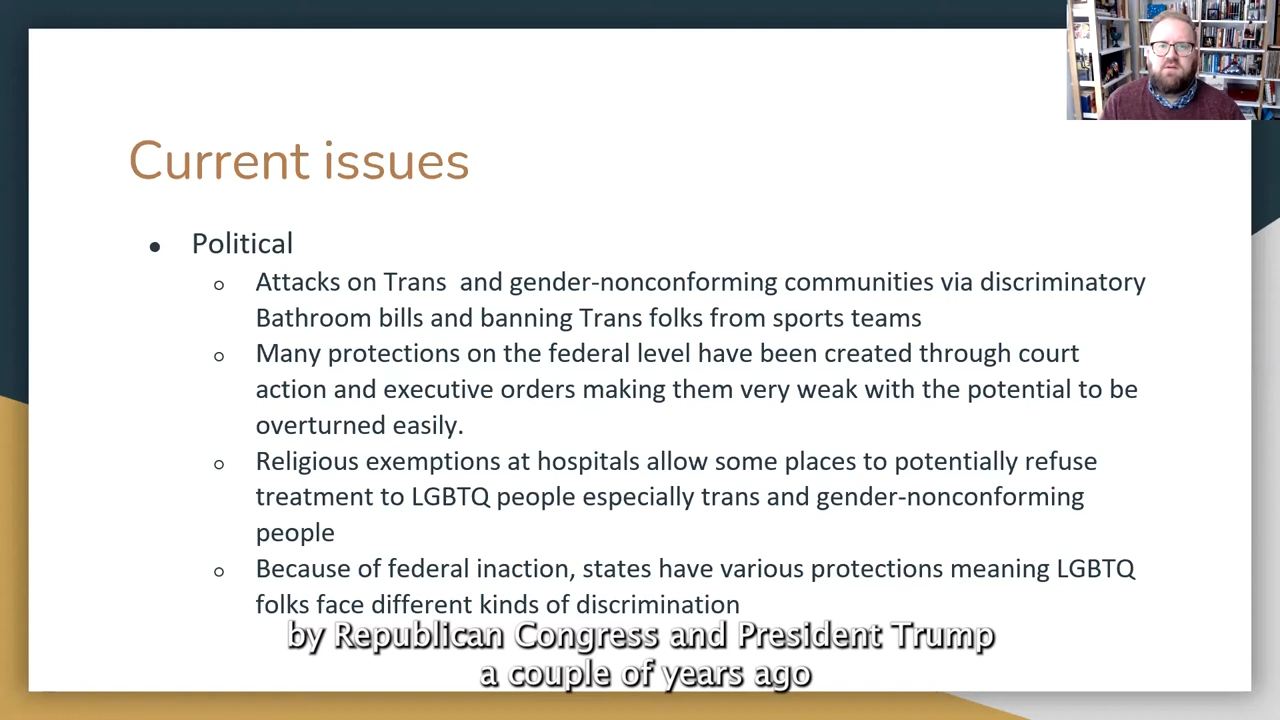 Current issues
● Political
○ Attacks on Trans  and gender-nonconforming communities via discriminatory
Bathroom bills and banning Trans folks from sports teams
○ Many protections on the federal level have been created through court
action and executive orders making them very weak with the potential to be
overturned easily.
○ Religious exemptions at hospitals allow some places to potentially refuse
treatment to LGBTQ people especially trans and gender-nonconforming
people
○ Because of federal inaction, states have various protections meaning LGBTQ
folks face different kinds of discrimination
by Republican Congress and President Trump
a couple of years ago